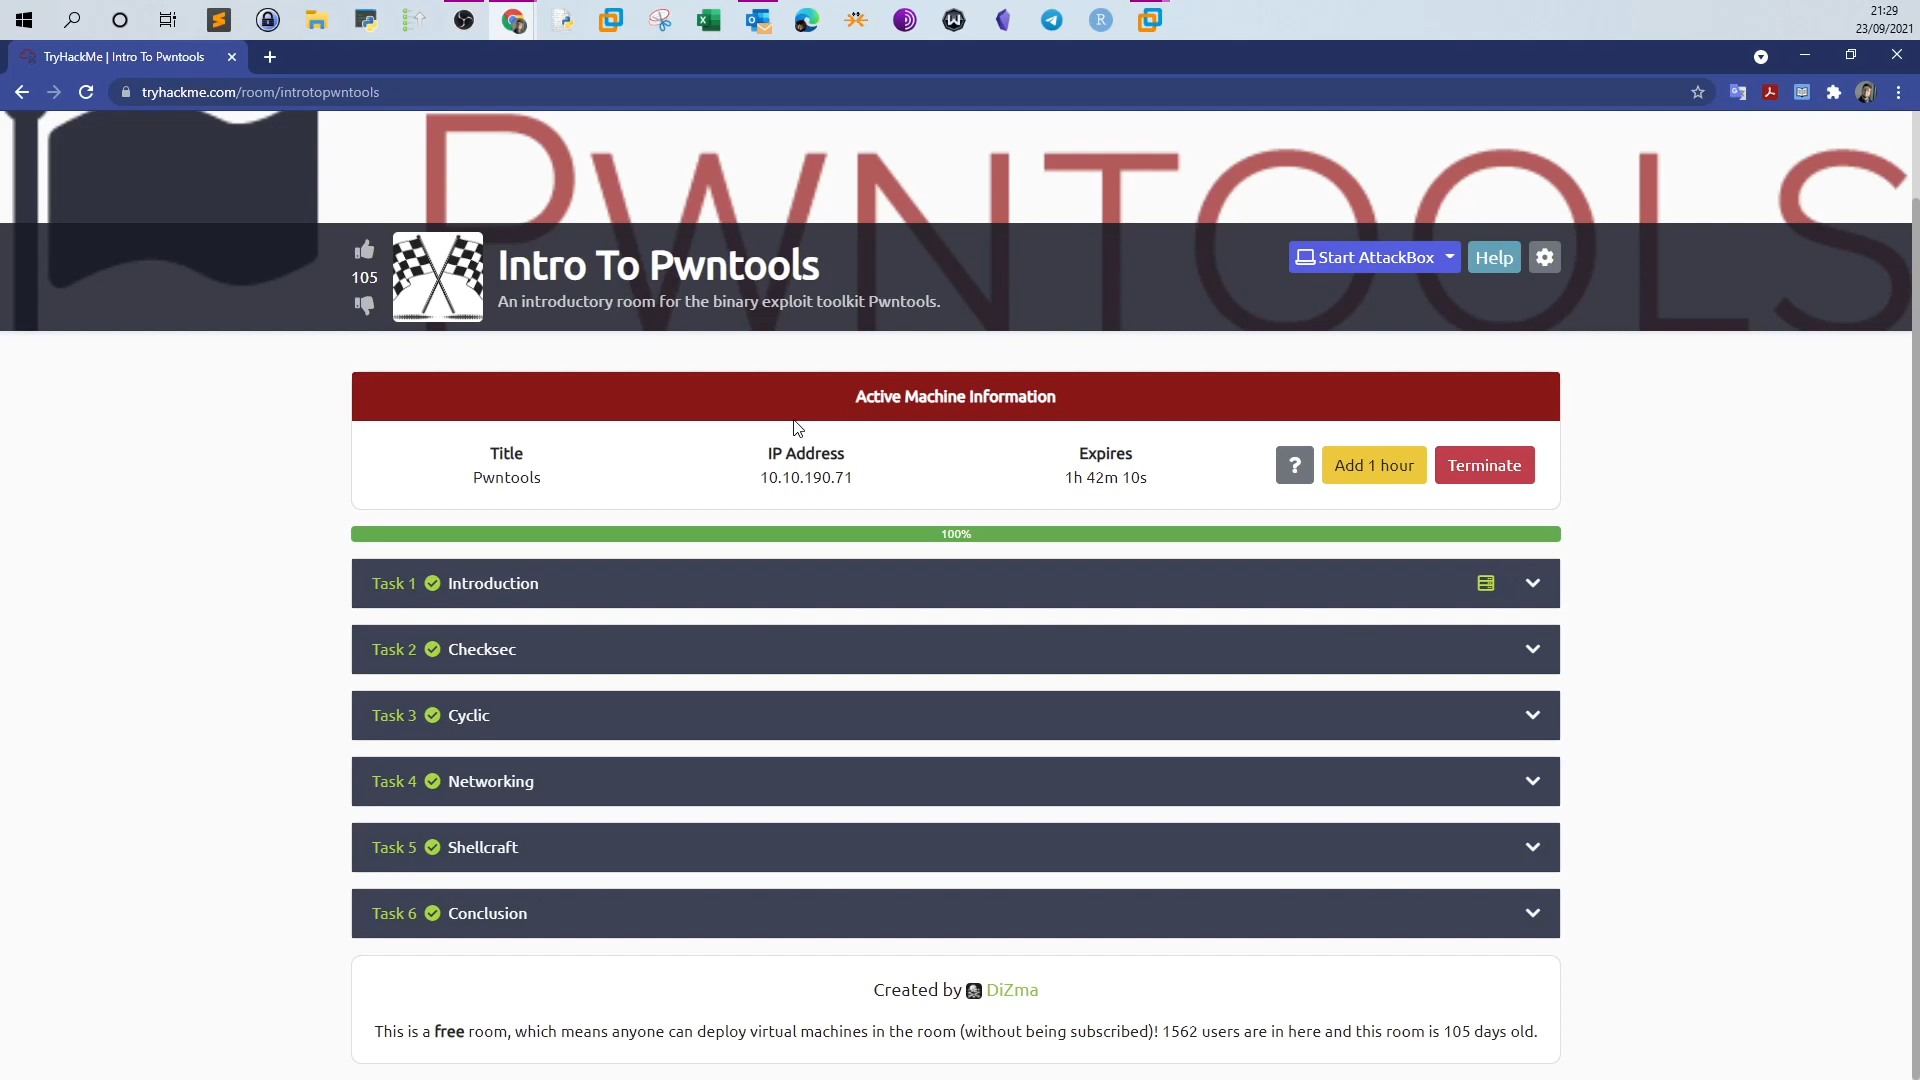 21:29
23/09/2021
TryHackMe | Intro To Pwntools
tryhackme.com/room/introtopwntools
PWNTOOLS
105
Intro To Pwntools
An introductory room for the binary exploit toolkit Pwntools.
Start AttackBox
Help
Active Machine Information
Title
Pwntools
IP Address
10.10.190.71
Expires
1h 42m 10s
?
Add 1 hour
Terminate
100%
Task 1 Introduction
Task 2 Checksec
Task 3 Cyclic
Task 4 Networking
Task 5 Shellcraft
Task 6 Conclusion
Created by DiZma
This is a free room, which means anyone can deploy virtual machines in the room (without being subscribed)! 1562 users are in here and this room is 105 days old.